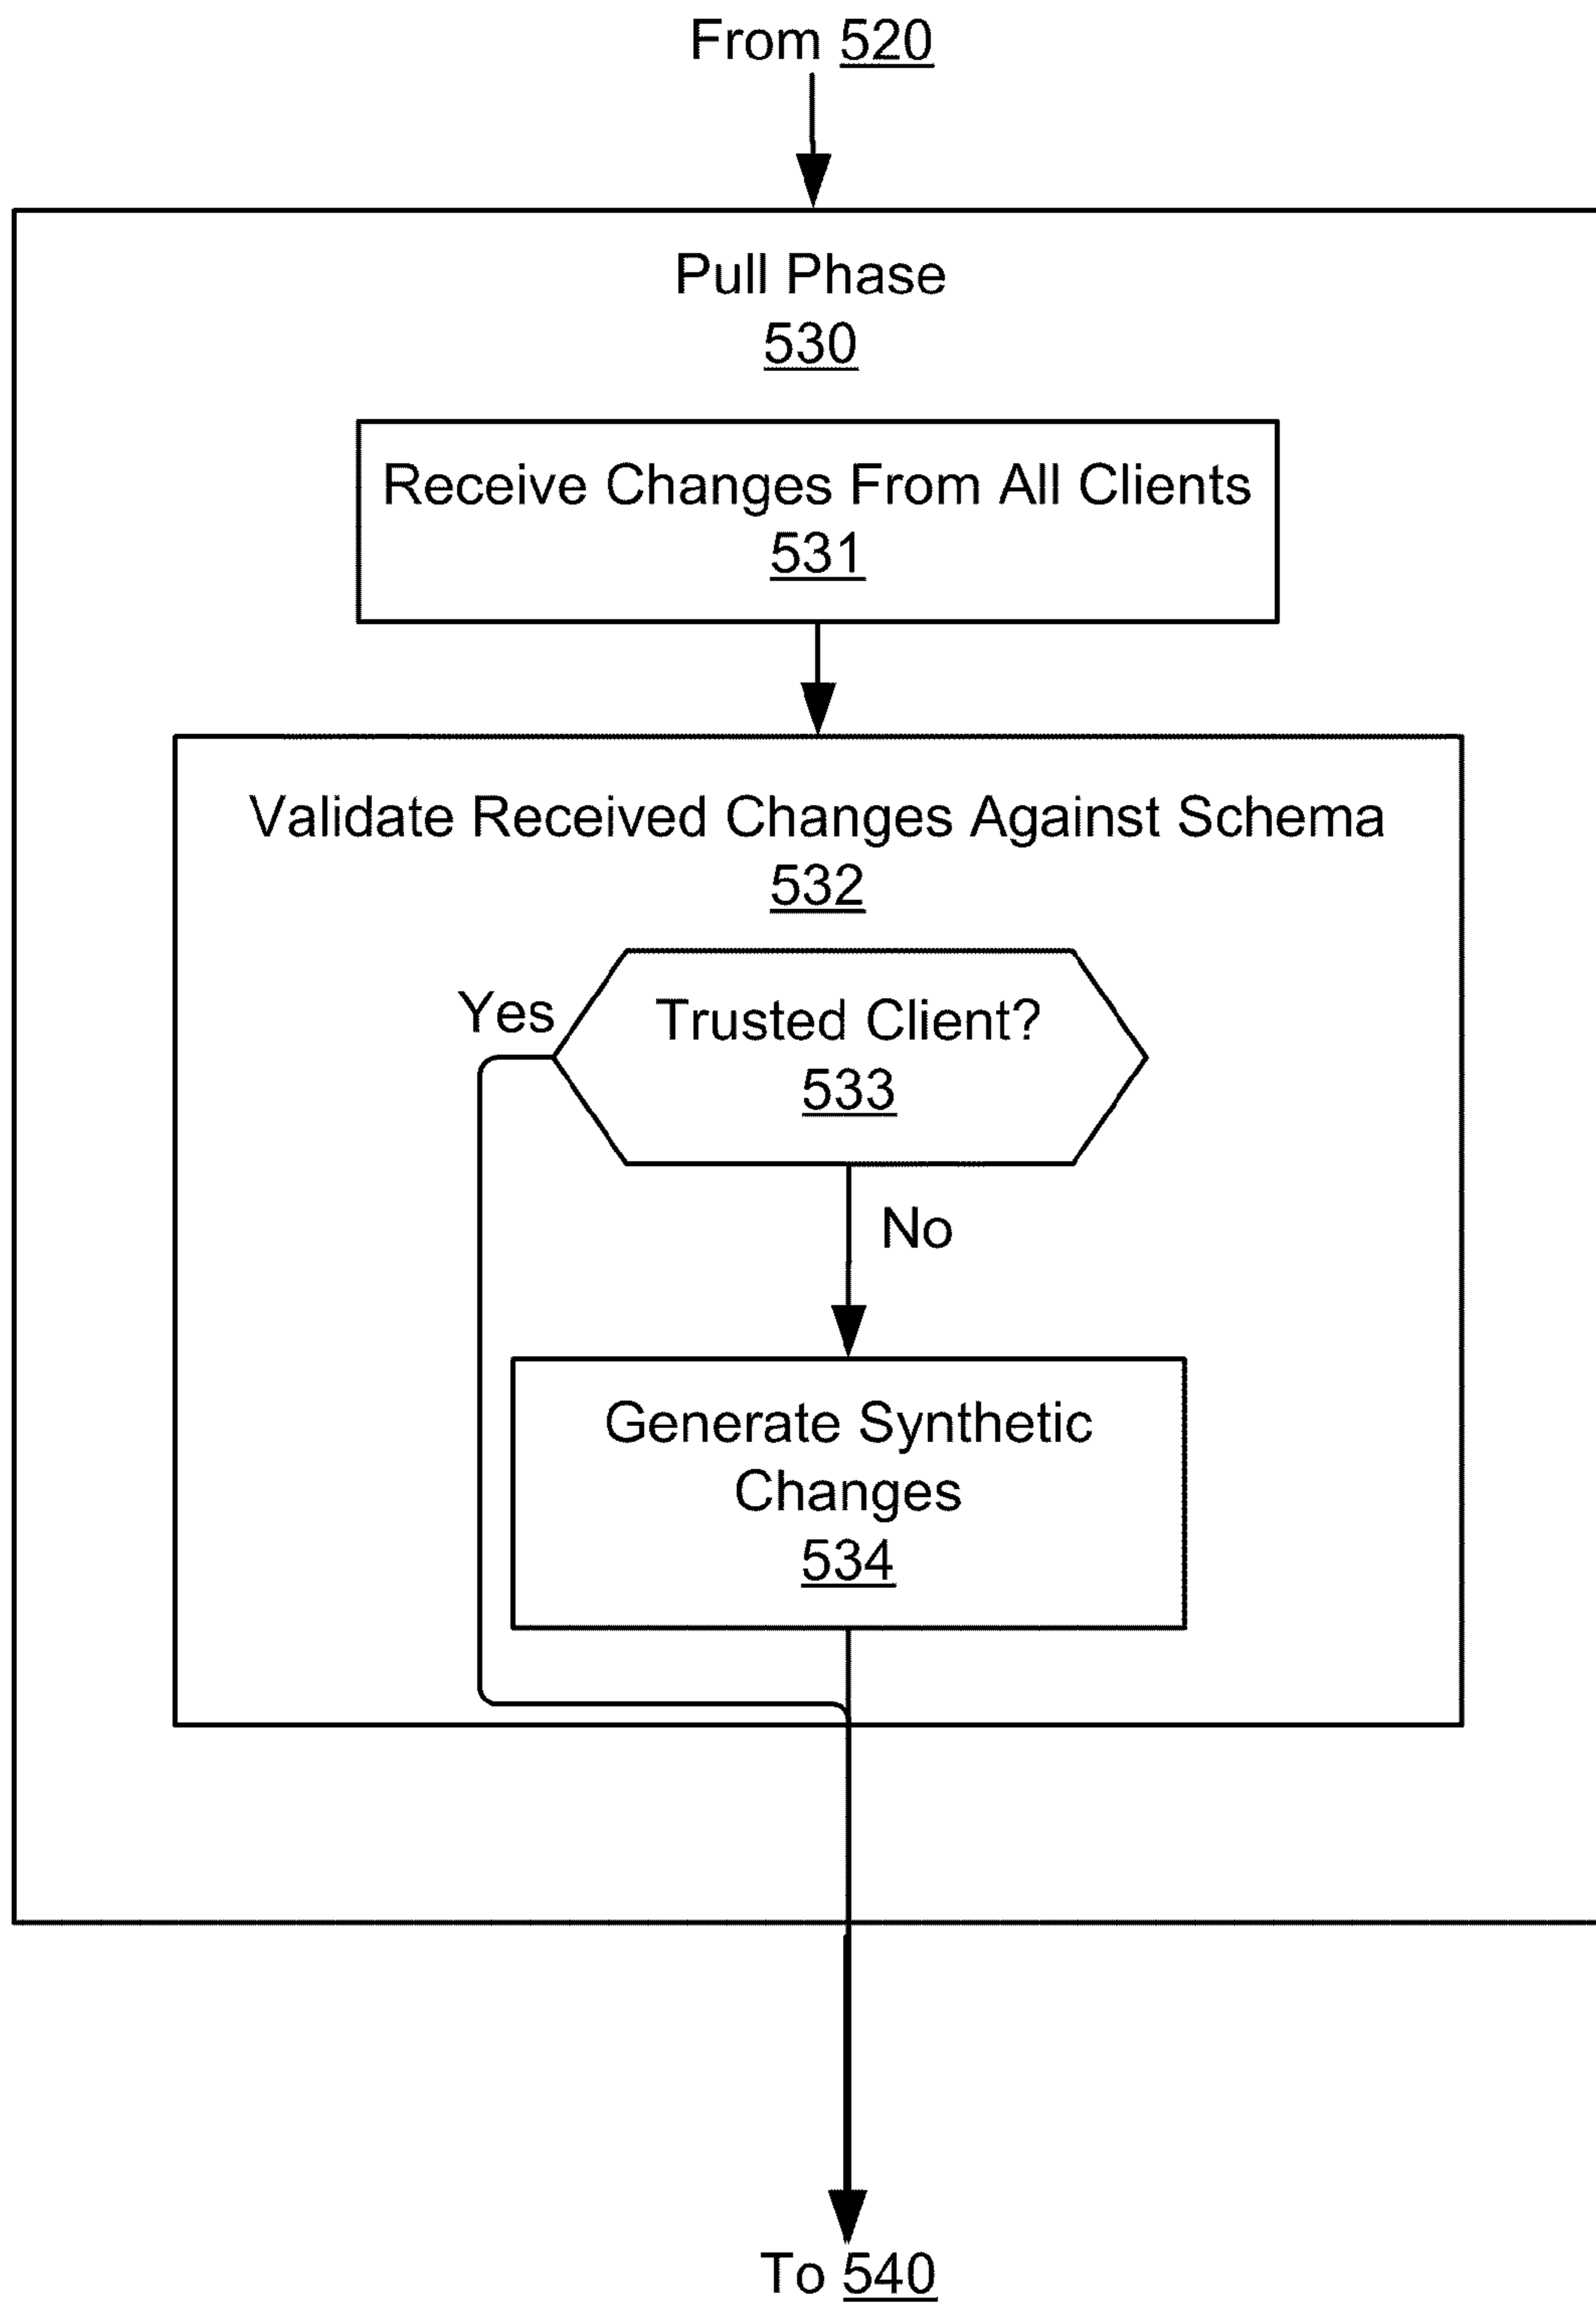 From 520
Pull Phase
530
Receive Changes From All Clients
531
Validate Received Changes Against Schema
532
Yes
Trusted Client?
533
No
Generate Synthetic
Changes
534
To 540